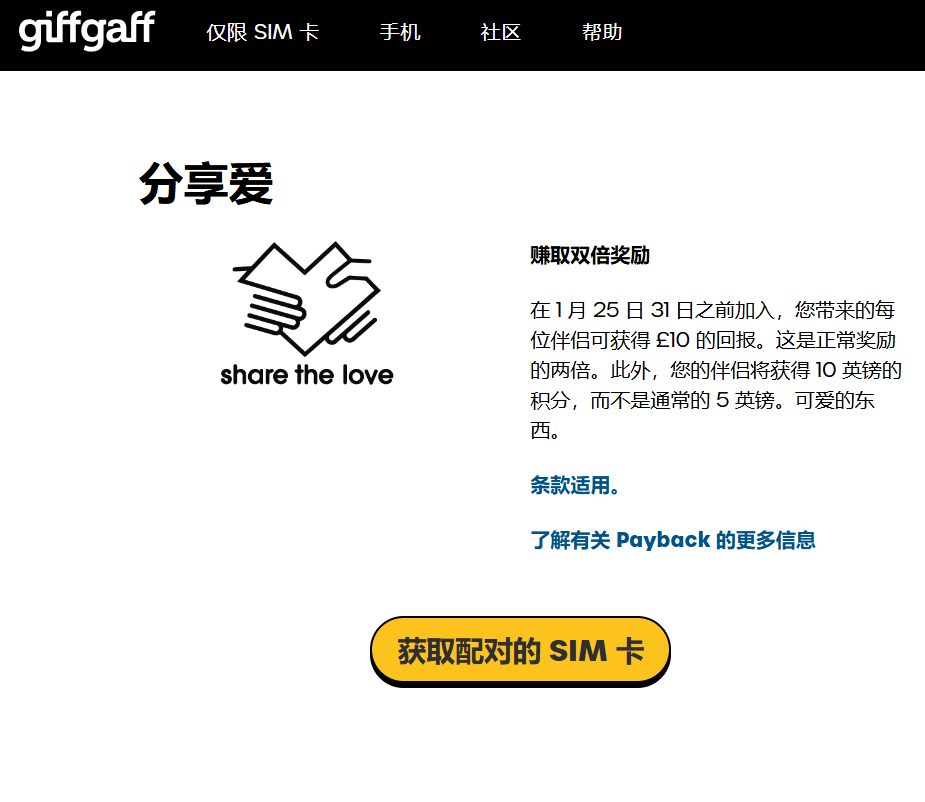 giffgaff
仅限 SIM 卡
手机
社区
帮助
分享爱
share the love
赚取双倍奖励
在 1 月 25 日 31 日之前加入，您带来的每
位伴侣可获得 £10 的回报。这是正常奖励
的两倍。此外，您的伴侣将获得 10 英镑的
积分，而不是通常的 5 英镑。可爱的东
西。
条款适用。
了解有关 Payback 的更多信息
获取配对的 SIM 卡